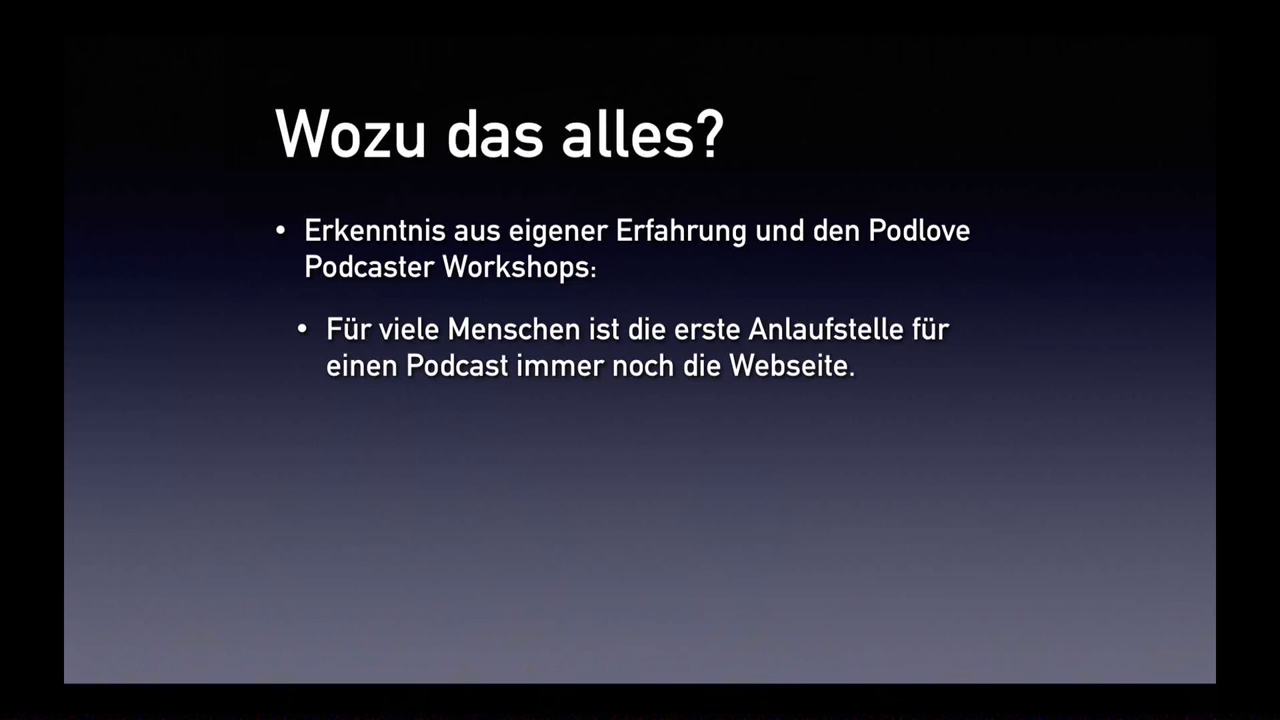 Wozu das alles?
• Erkenntnis aus eigener Erfahrung und den Podlove
Podcaster Workshops:
• Für viele Menschen ist die erste Anlaufstelle für
einen Podcast immer noch die Webseite.